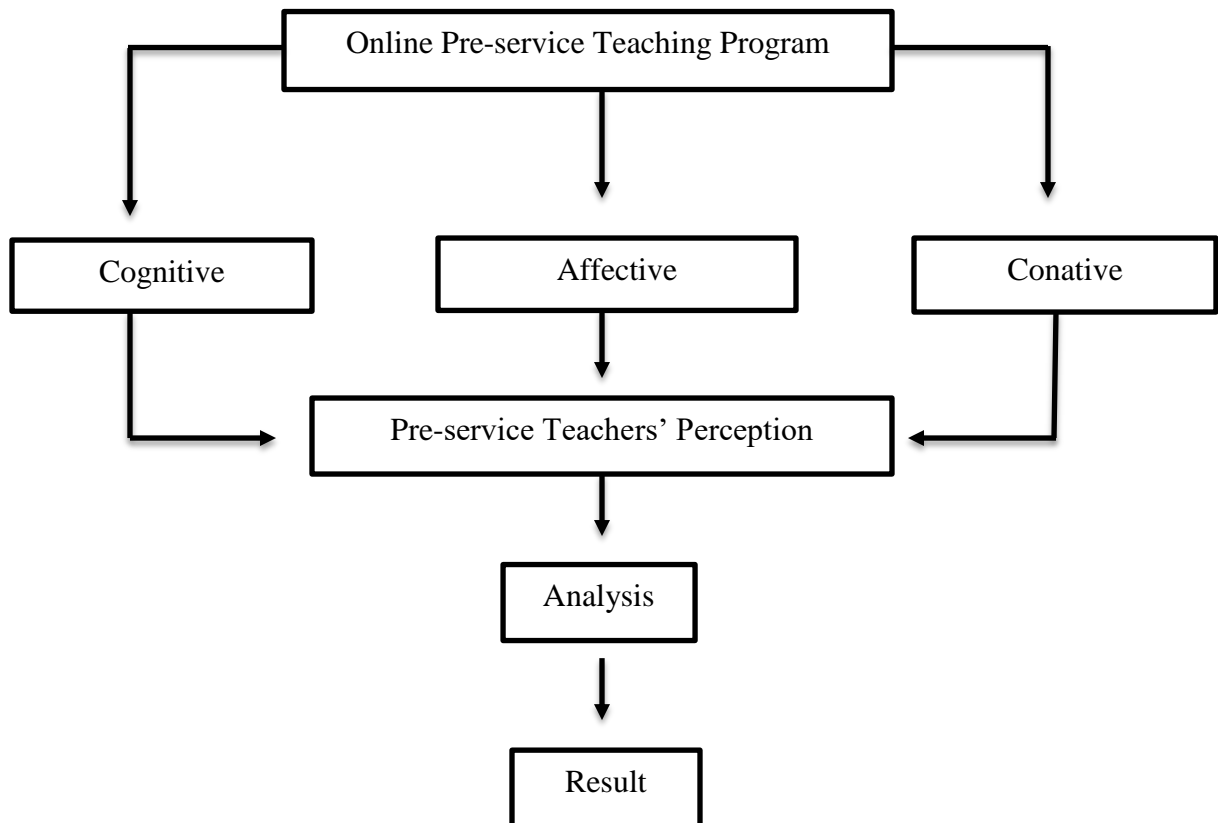 Online Pre-service Teaching Program
Cognitive
Affective
Conative
Pre-service Teachers’ Perception
Analysis
Result